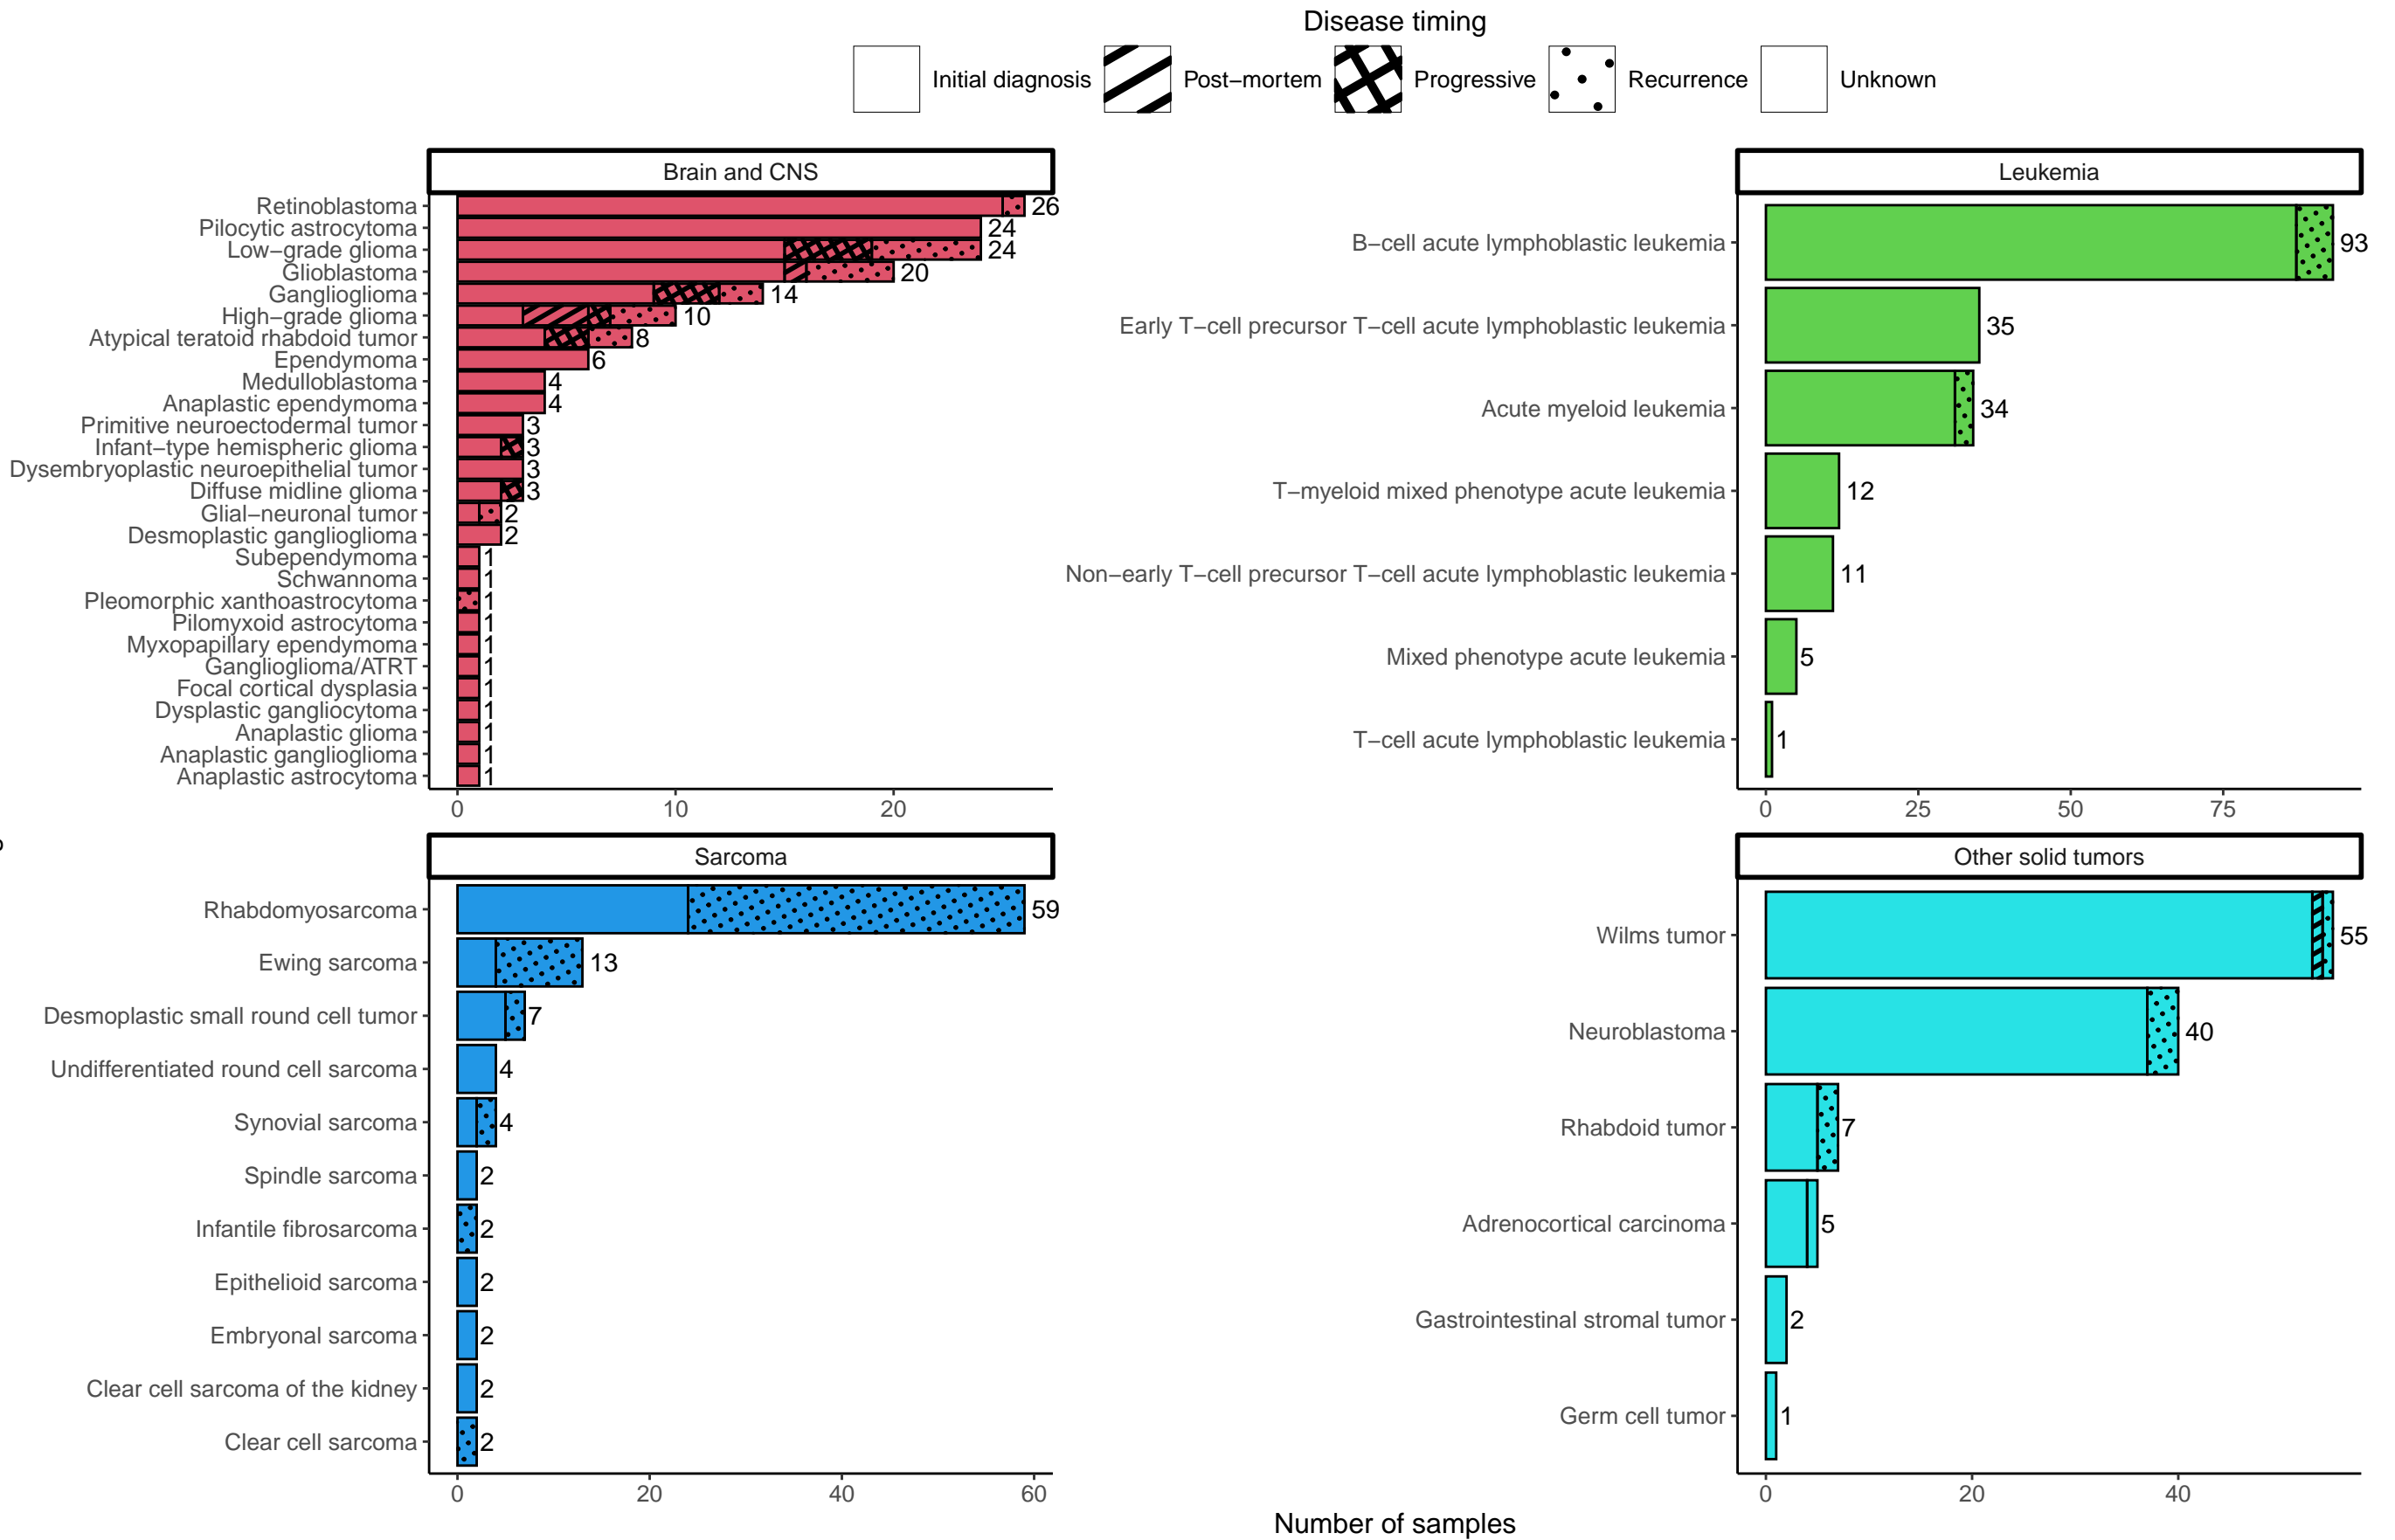 Disease timing
Initial diagnosis
Post−mortem
Progressive
Recurrence
Unknown
Brain and CNS
Retinoblastoma 26
Pilocytic astrocytoma 24
Low−grade glioma 24
Glioblastoma 20
Ganglioglioma 14
High−grade glioma 10
Atypical teratoid rhabdoid tumor 8
Ependymoma 6
Medulloblastoma 4
Anaplastic ependymoma 4
Primitive neuroectodermal tumor 3
Infant−type hemispheric glioma 3
Dysembryoplastic neuroepithelial tumor 3
Diffuse midline glioma 3
Glial−neuronal tumor 2
Desmoplastic ganglioglioma 2
Subependymoma 1
Schwannoma 1
Pleomorphic xanthoastrocytoma 1
Pilomyxoid astrocytoma 1
Myxopapillary ependymoma 1
Ganglioglioma/ATRT 1
Focal cortical dysplasia 1
Dysplastic gangliocytoma 1
Anaplastic glioma 1
Anaplastic ganglioglioma 1
Anaplastic astrocytoma 1
0 10 20
Leukemia
B−cell acute lymphoblastic leukemia 93
Early T−cell precursor T−cell acute lymphoblastic leukemia 35
Acute myeloid leukemia 34
T−myeloid mixed phenotype acute leukemia 12
Non−early T−cell precursor T−cell acute lymphoblastic leukemia 11
Mixed phenotype acute leukemia 5
T−cell acute lymphoblastic leukemia 1
0 25 50 75
Sarcoma
Rhabdomyosarcoma 59
Ewing sarcoma 13
Desmoplastic small round cell tumor 7
Undifferentiated round cell sarcoma 4
Synovial sarcoma 4
Spindle sarcoma 2
Infantile fibrosarcoma 2
Epithelioid sarcoma 2
Embryonal sarcoma 2
Clear cell sarcoma of the kidney 2
Clear cell sarcoma 2
0 20 40 60
Other solid tumors
Wilms tumor 55
Neuroblastoma 40
Rhabdoid tumor 7
Adrenocortical carcinoma 5
Gastrointestinal stromal tumor 2
Germ cell tumor 1
0 20 40
Number of samples